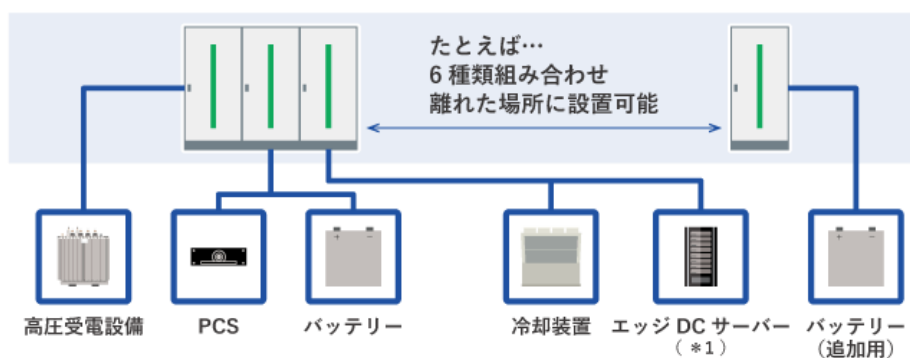 たとえば…
6種類組み合わせ
離れた場所に設置可能
+ −
+ −
高圧受電設備
PCS
バッテリー
冷却装置
エッジDCサーバー
(*1)
バッテリー
(追加用)